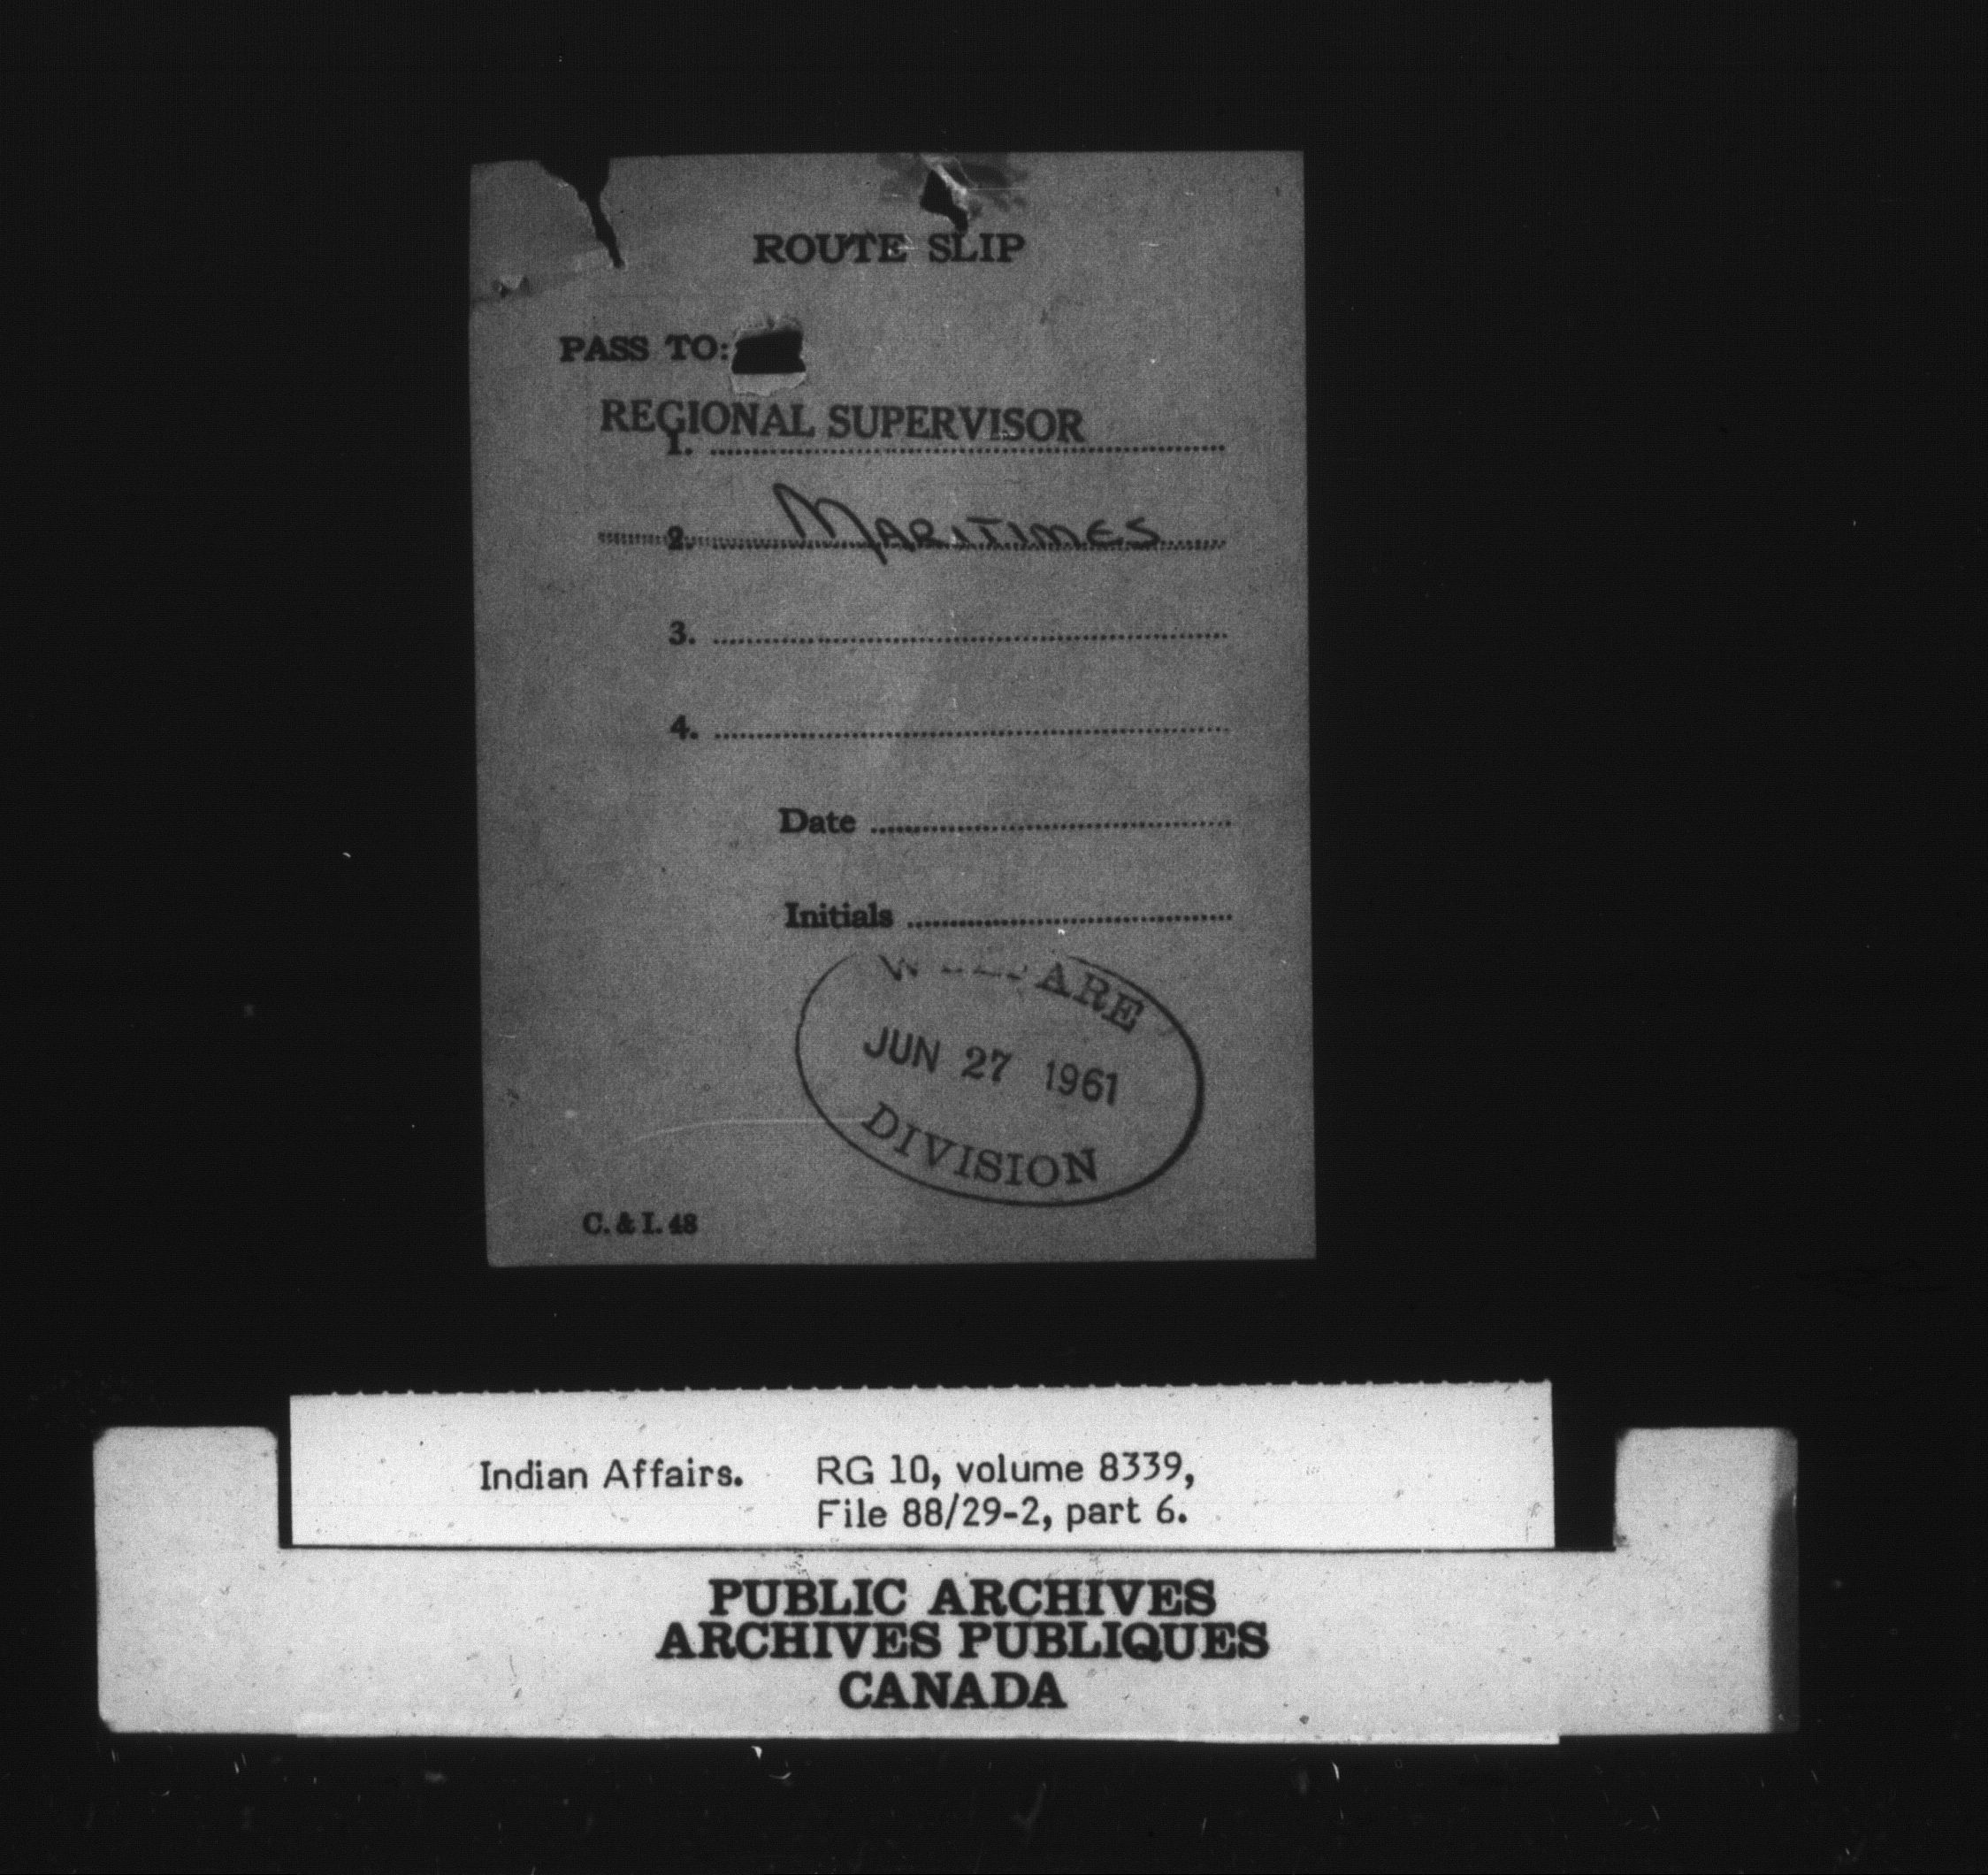 ROUTE SLIP
PASS TO:
REGIONAL SUPERVISOR
1. ........................
2. MARITIMES
3. ........................
4. ........................
Date ........................
Initials ........................
WELFARE
JUN 27 1961
DIVISION
C. & I. 48
Indian Affairs. RG 10, volume 8339,
File 88/29-2, part 6.
PUBLIC ARCHIVES
ARCHIVES PUBLIQUES
CANADA